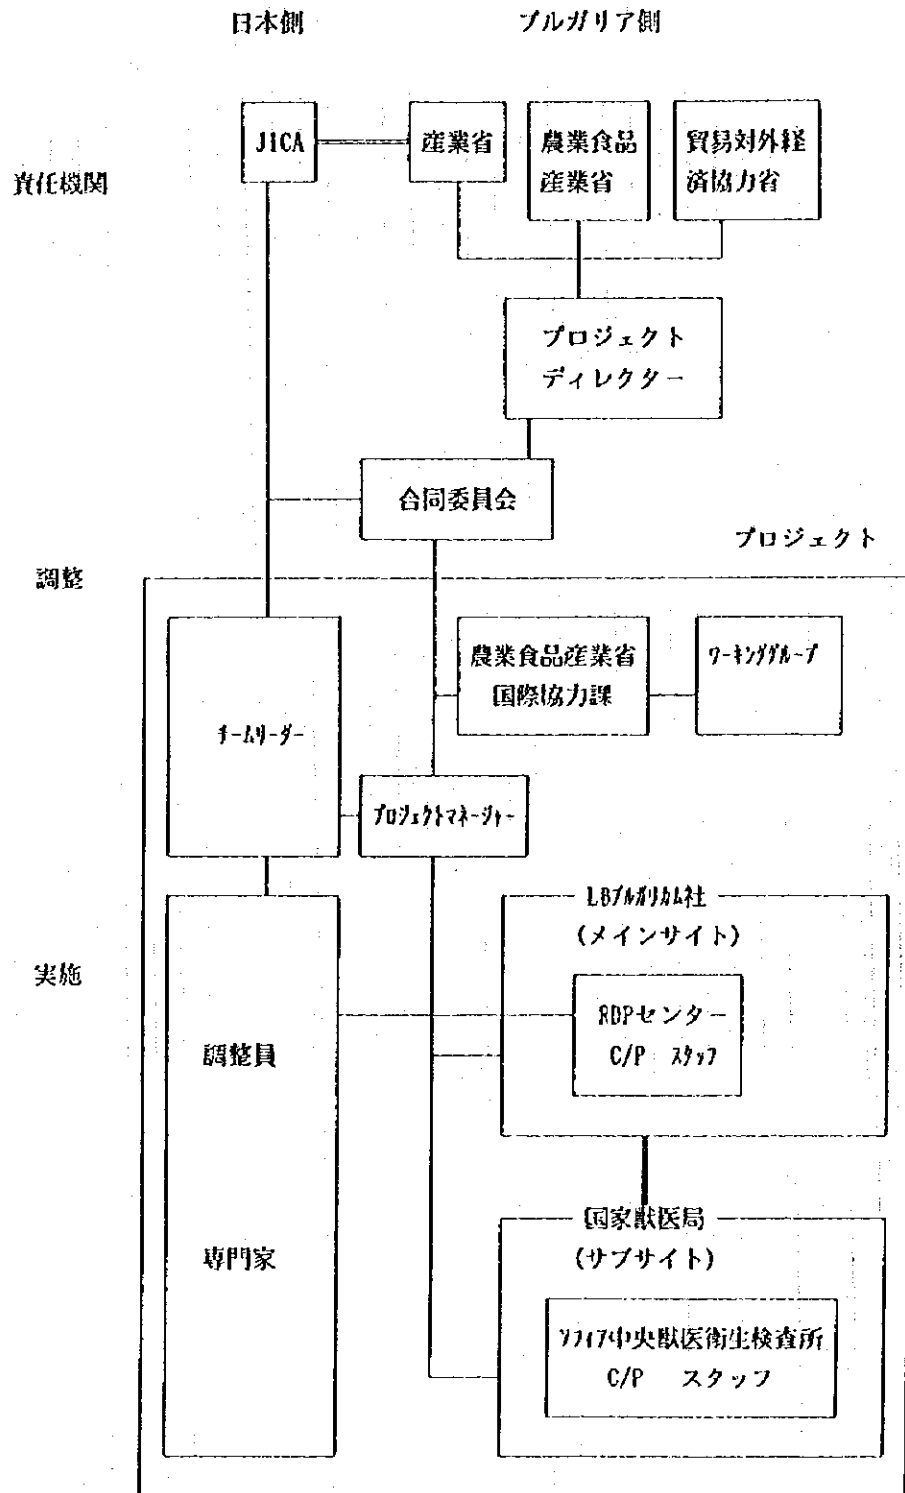 日本側 ブルガリア側
責任機関
JICA
産業省
農業食品
産業省
貿易対外経
済協力省
プロジェクト
ディレクター
合同委員会
プロジェクト
調整
チームリーダー
農業食品産業省
国際協力課
ワーキンググループ
プロジェクトマネージャー
実施
調整員
専門家
LBブルガリカム社
(メインサイト)
RDPセンター
C/P スタッフ
国家獣医局
(サブサイト)
ソフィア中央獣医衛生検査所
C/P スタッフ